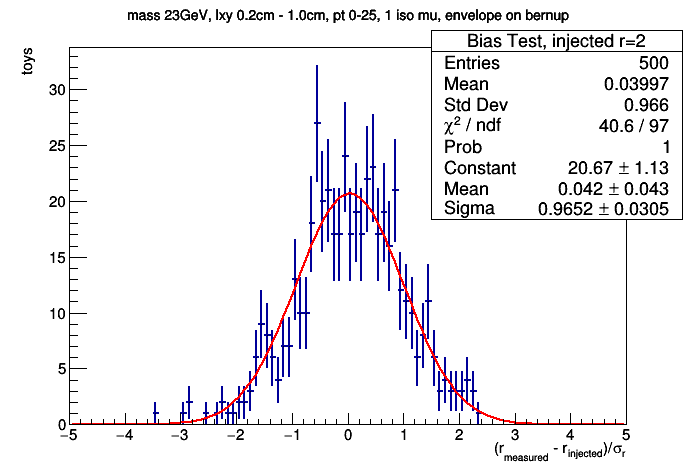 mass 23GeV, lxy 0.2cm - 1.0cm, pt 0-25, 1 iso mu, envelope on bernup
Bias Test, injected r=2
Entries 500
Mean 0.03997
Std Dev 0.966
χ² / ndf 40.6 / 97
Prob 1
Constant 20.67 ± 1.13
Mean 0.042 ± 0.043
Sigma 0.9652 ± 0.0305
toys
30
25
20
15
10
5
0
−5 −4 −3 −2 −1 0 1 2 3 4 5
(r_measured - r_injected)/σ_r